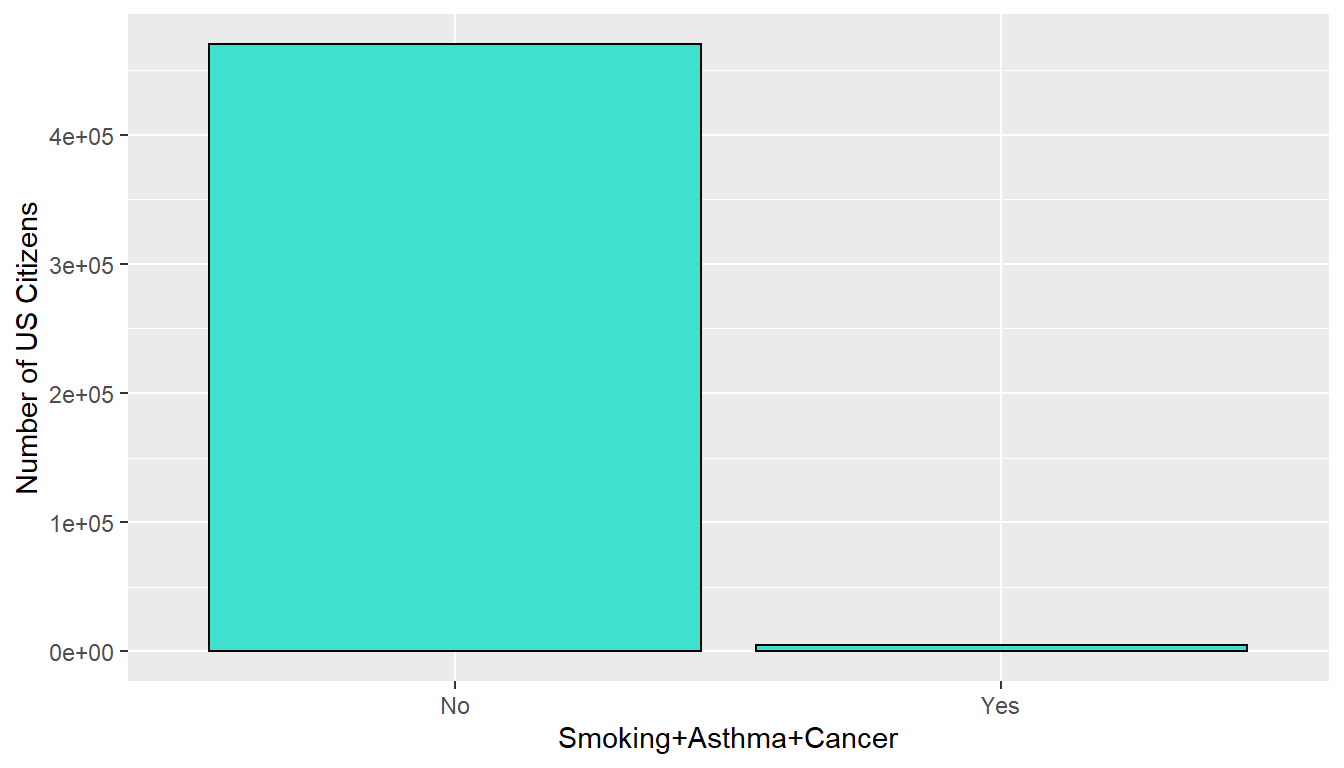 Number of US Citizens
4e+05
3e+05
2e+05
1e+05
0e+00
No
Yes
Smoking+Asthma+Cancer